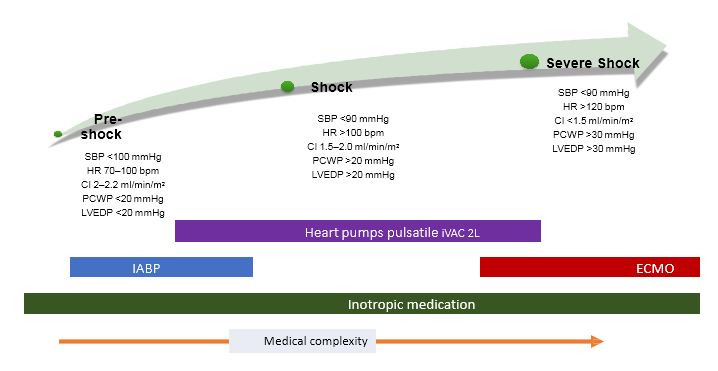 Pre-
shock
SBP <100 mmHg
HR 70–100 bpm
CI 2–2.2 ml/min/m²
PCWP <20 mmHg
LVEDP <20 mmHg
Shock
SBP <90 mmHg
HR >100 bpm
CI 1.5–2.0 ml/min/m²
PCWP >20 mmHg
LVEDP >20 mmHg
Severe Shock
SBP <90 mmHg
HR >120 bpm
CI <1.5 ml/min/m²
PCWP >30 mmHg
LVEDP >30 mmHg
Heart pumps pulsatile iVAC 2L
IABP
ECMO
Inotropic medication
Medical complexity